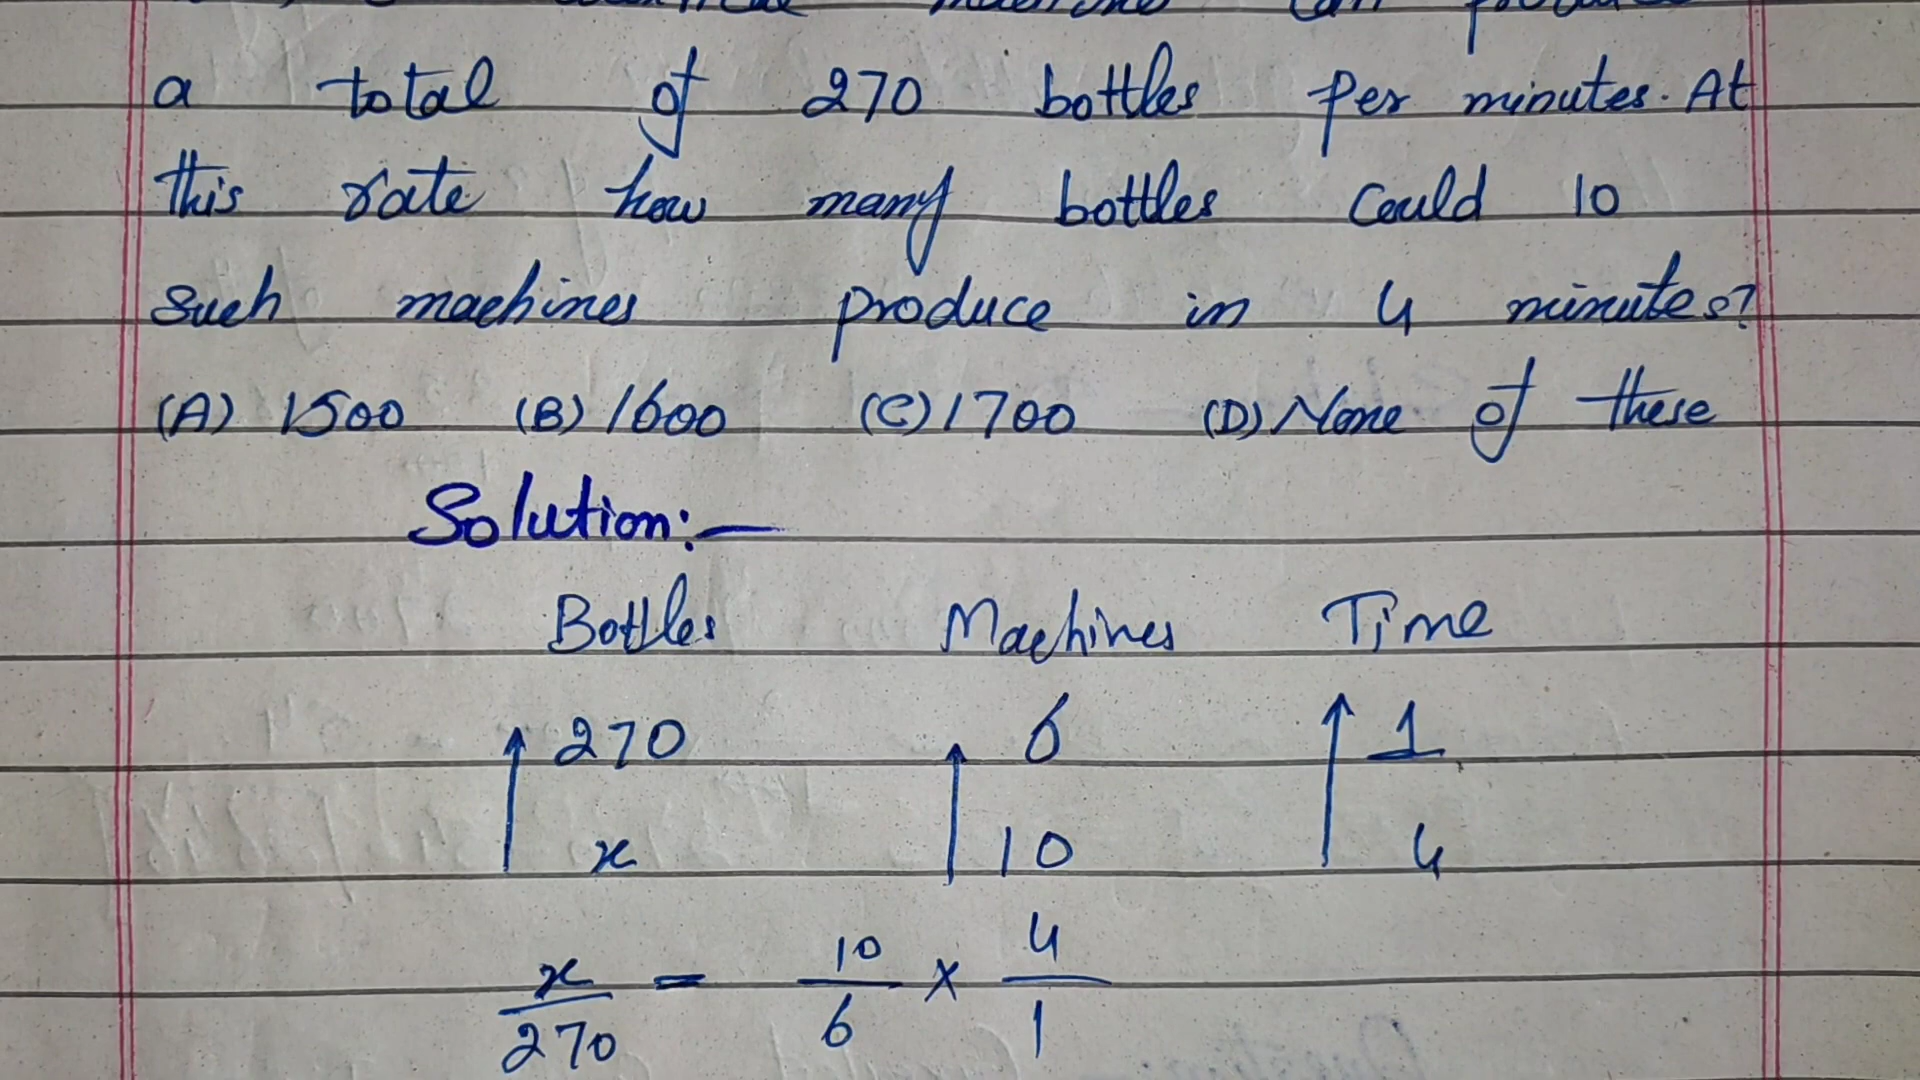 a total of 270 bottles per minutes. At
this rate how many bottles could 10
such machines produce in 4 minutes?
(A) 1500 (B) 1600 (C) 1700 (D) None of these
Solution:-
Bottles Machines Time
270 6 1
x 10 4
x/270 = 10/6 × 4/1